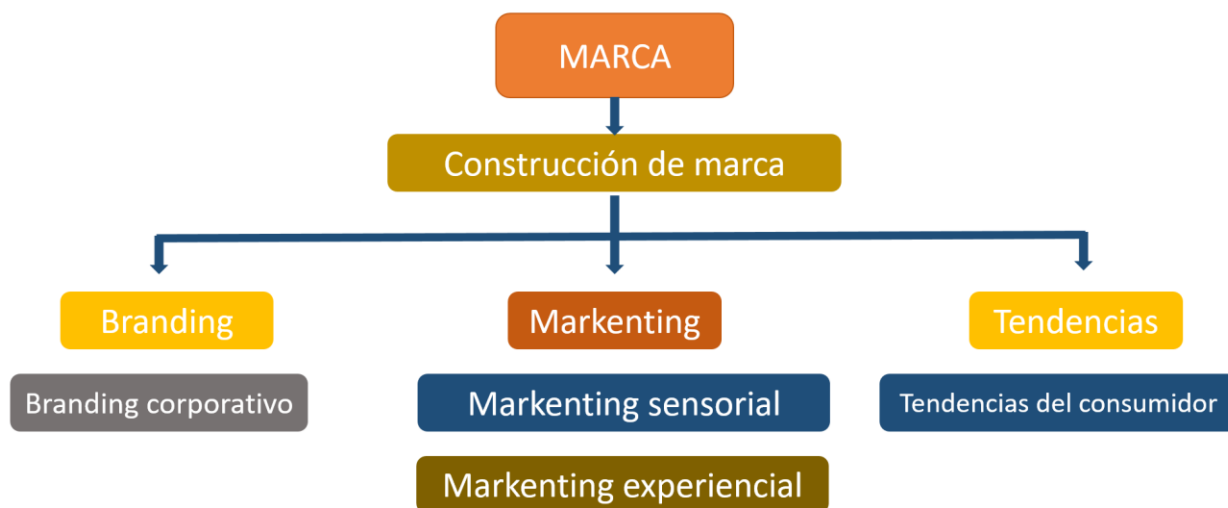 MARCA
Construcción de marca
Branding
Markenting
Tendencias
Branding corporativo
Markenting sensorial
Tendencias del consumidor
Markenting experiencial